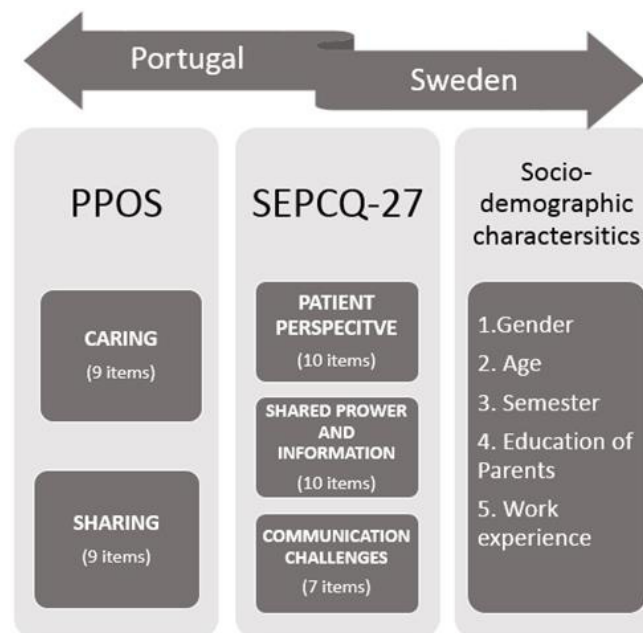 Portugal
Sweden
PPOS
CARING
(9 items)
SHARING
(9 items)
SEPCQ-27
PATIENT
PERSPECITVE
(10 items)
SHARED PROWER
AND
INFORMATION
(10 items)
COMMUNICATION
CHALLENGES
(7 items)
Socio-
demographic
charactersitics
1.Gender
2. Age
3. Semester
4. Education of
Parents
5. Work
experience